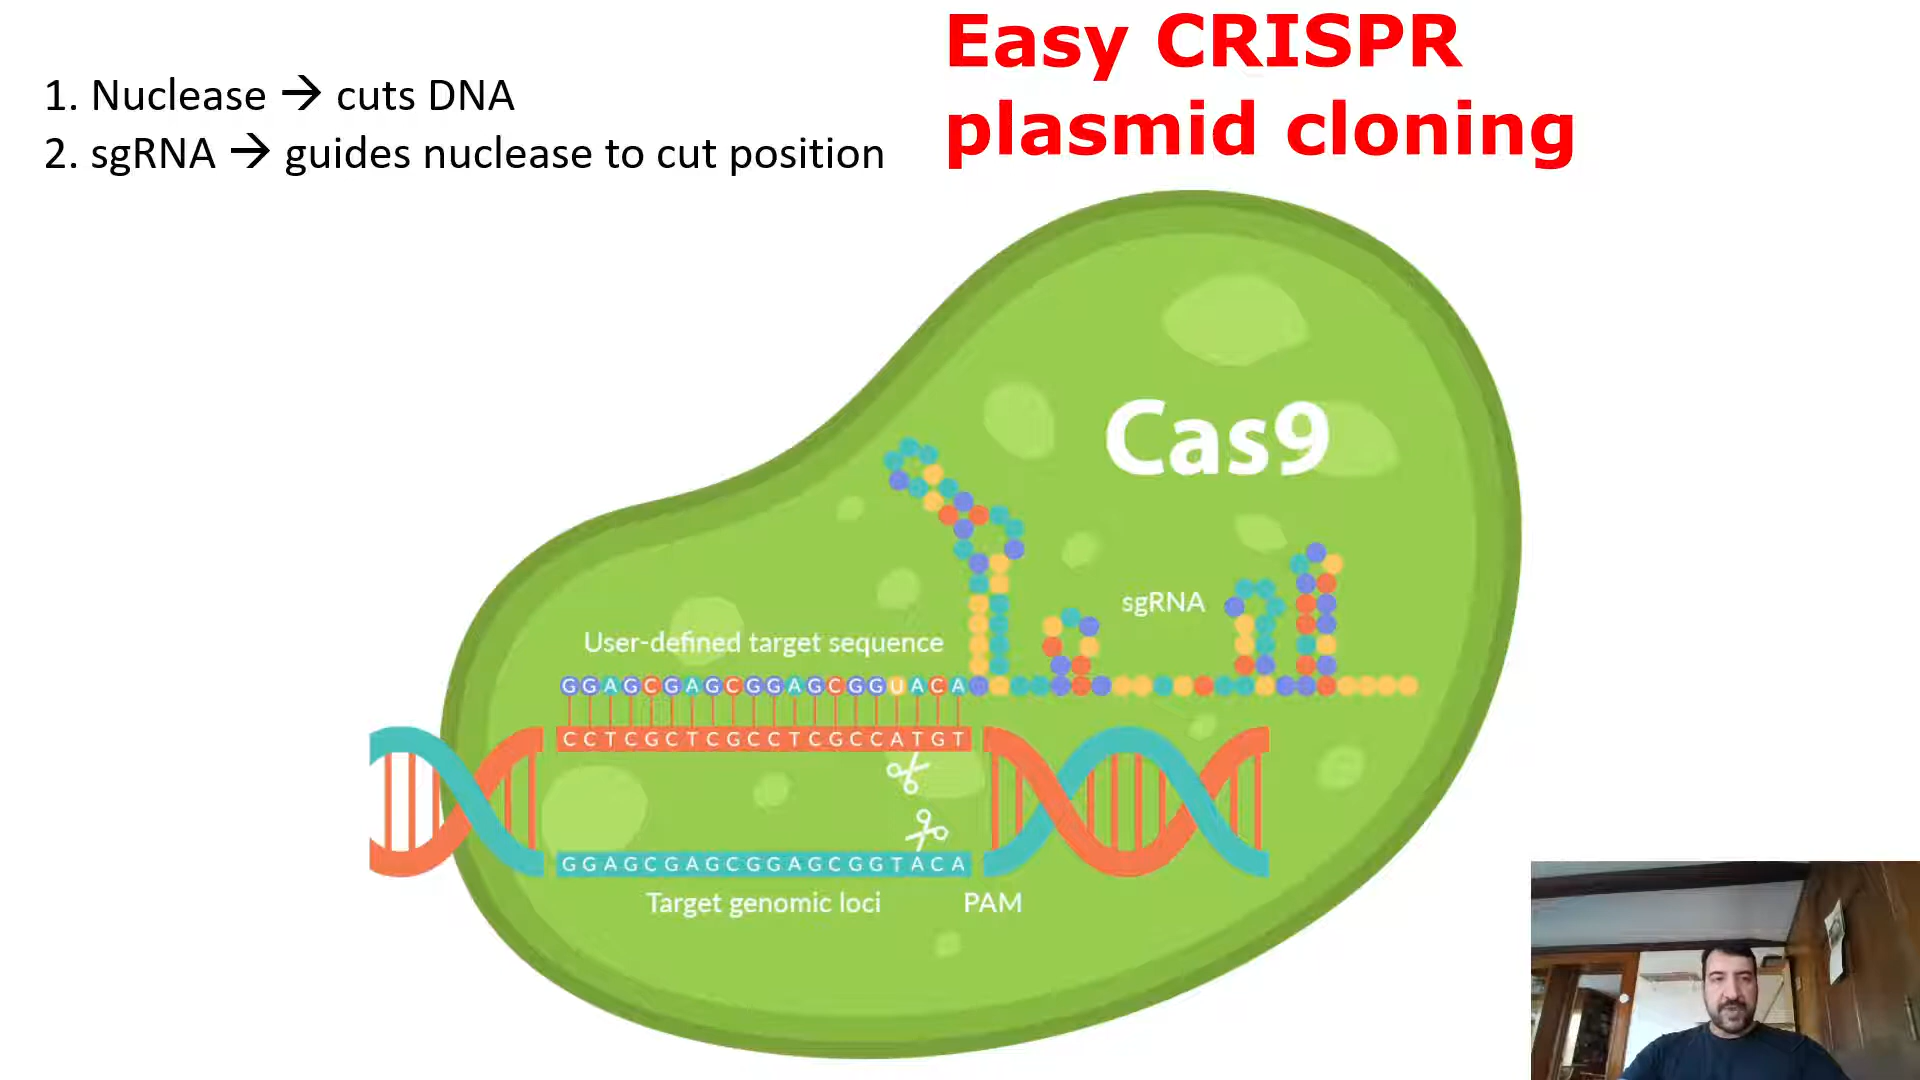 Easy CRISPR
plasmid cloning
1. Nuclease → cuts DNA
2. sgRNA → guides nuclease to cut position
Cas9
sgRNA
User-defined target sequence
GGAGCGAGCGGAGCGGUACA
CCTCGCTCGCCTCGCCATGT
GGAGCGAGCGGAGCGGTACA
Target genomic loci
PAM